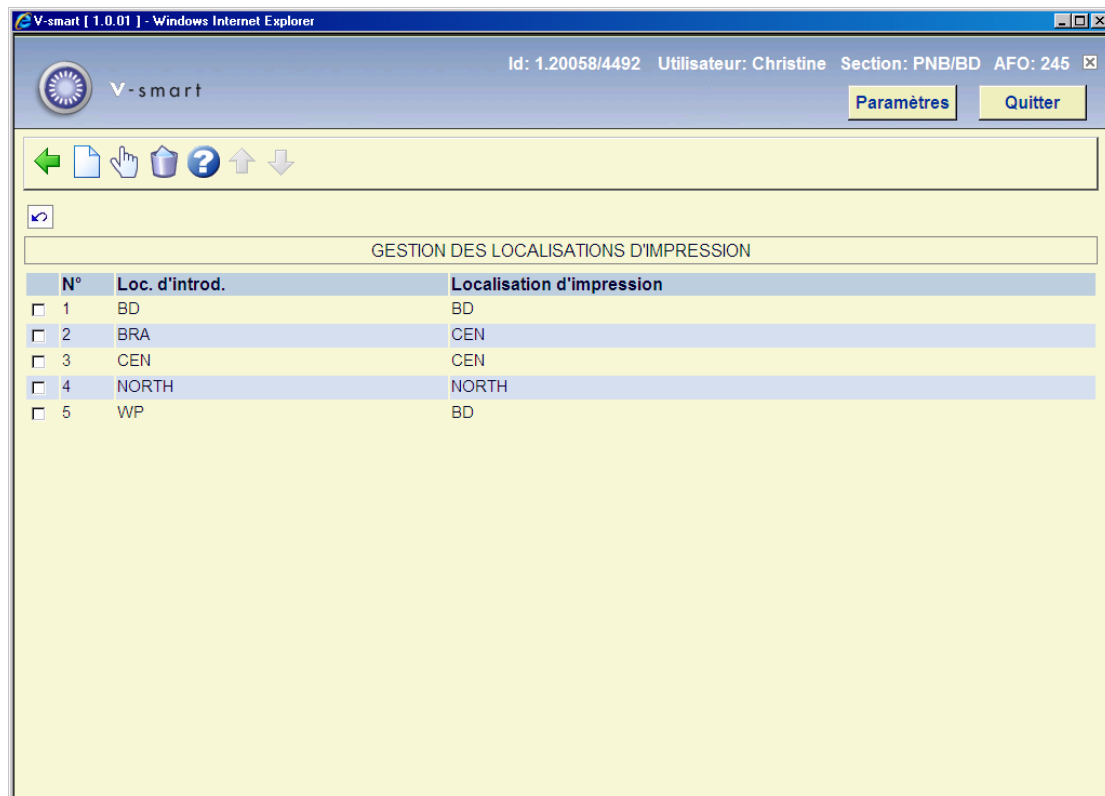 V-smart [ 1.0.01 ] - Windows Internet Explorer
Id: 1.20058/4492 Utilisateur: Christine Section: PNB/BD AFO: 245
V-smart
Paramètres Quitter
GESTION DES LOCALISATIONS D'IMPRESSION
N° Loc. d'introd. Localisation d'impression
1 BD BD
2 BRA CEN
3 CEN CEN
4 NORTH NORTH
5 WP BD